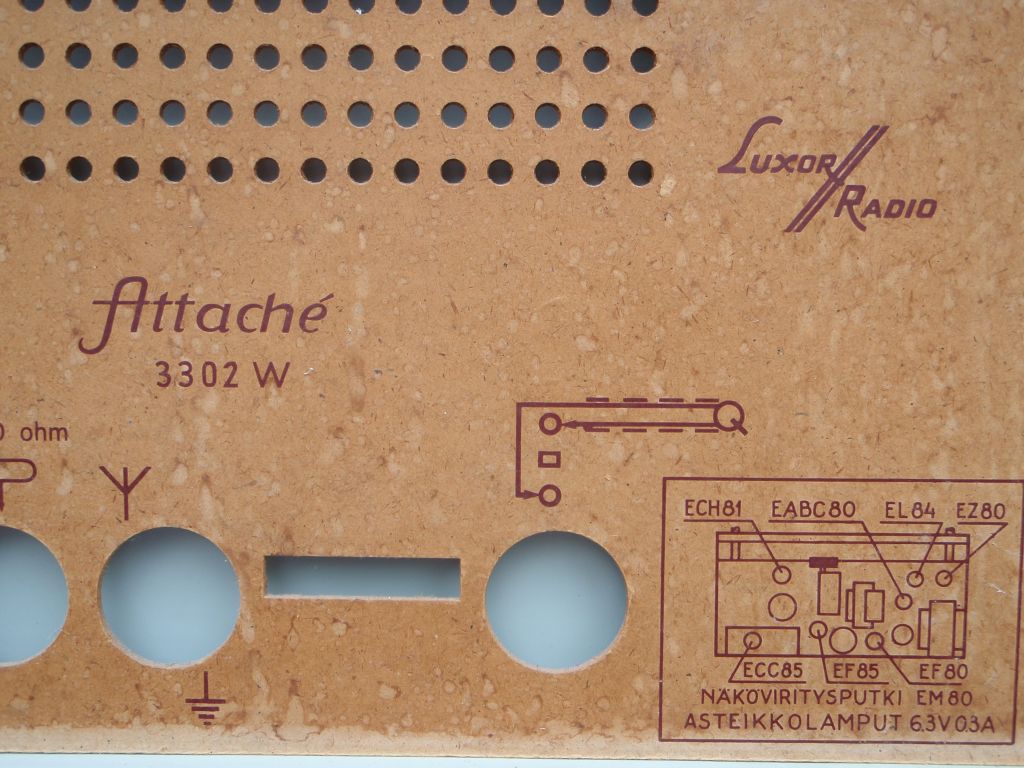 LUXOR
RADIO
Attaché
3302 W
ohm
ECH81 EABC80 EL84 EZ80
ECC85 EF85 EF80
NÄKÖVIRITYSPUTKI EM80
ASTEIKKOLAMPUT 6.3V 0.3A